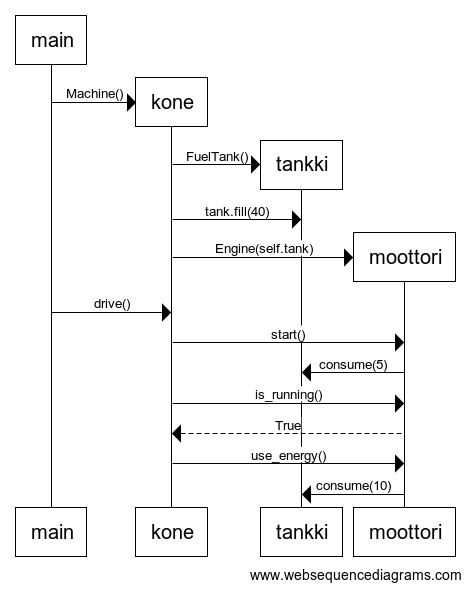 main
Machine()
kone
FuelTank()
tankki
tank.fill(40)
Engine(self.tank)
moottori
drive()
start()
consume(5)
is_running()
True
use_energy()
consume(10)
main
kone
tankki
moottori
www.websequencediagrams.com